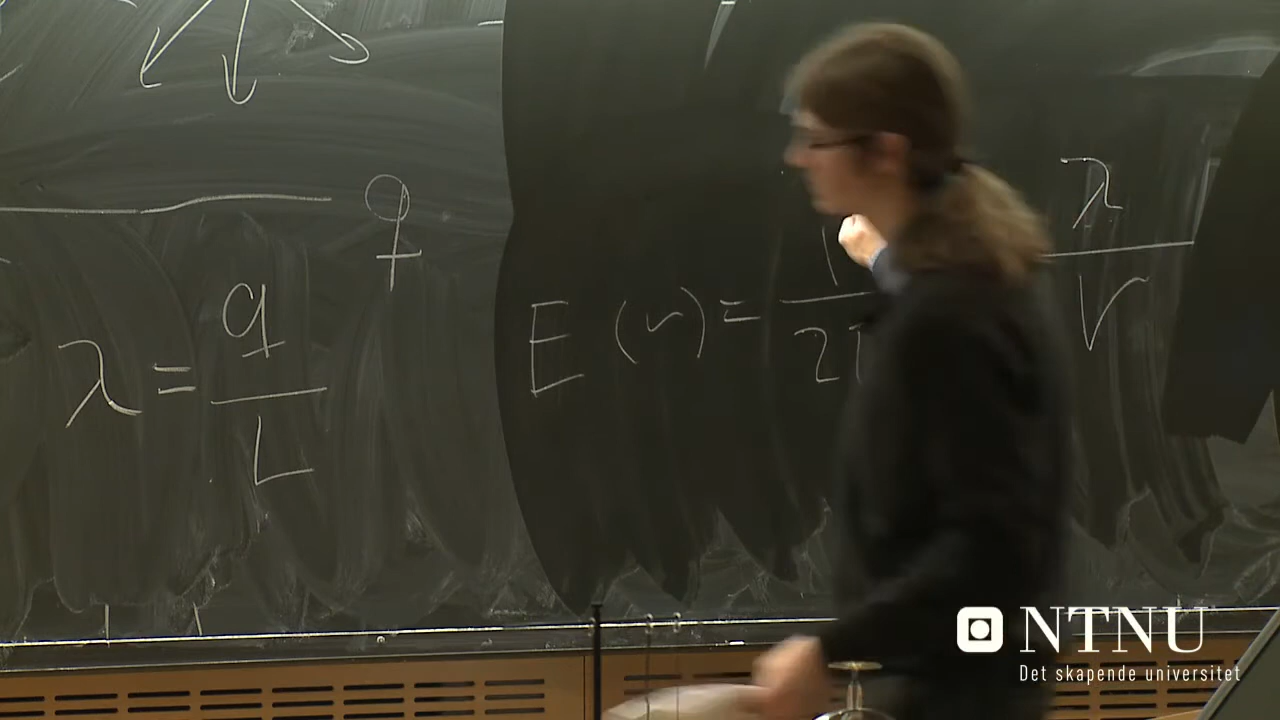 q
λ = q / L
E (r) = 1 / 2
λ / r
NTNU
Det skapende universitet